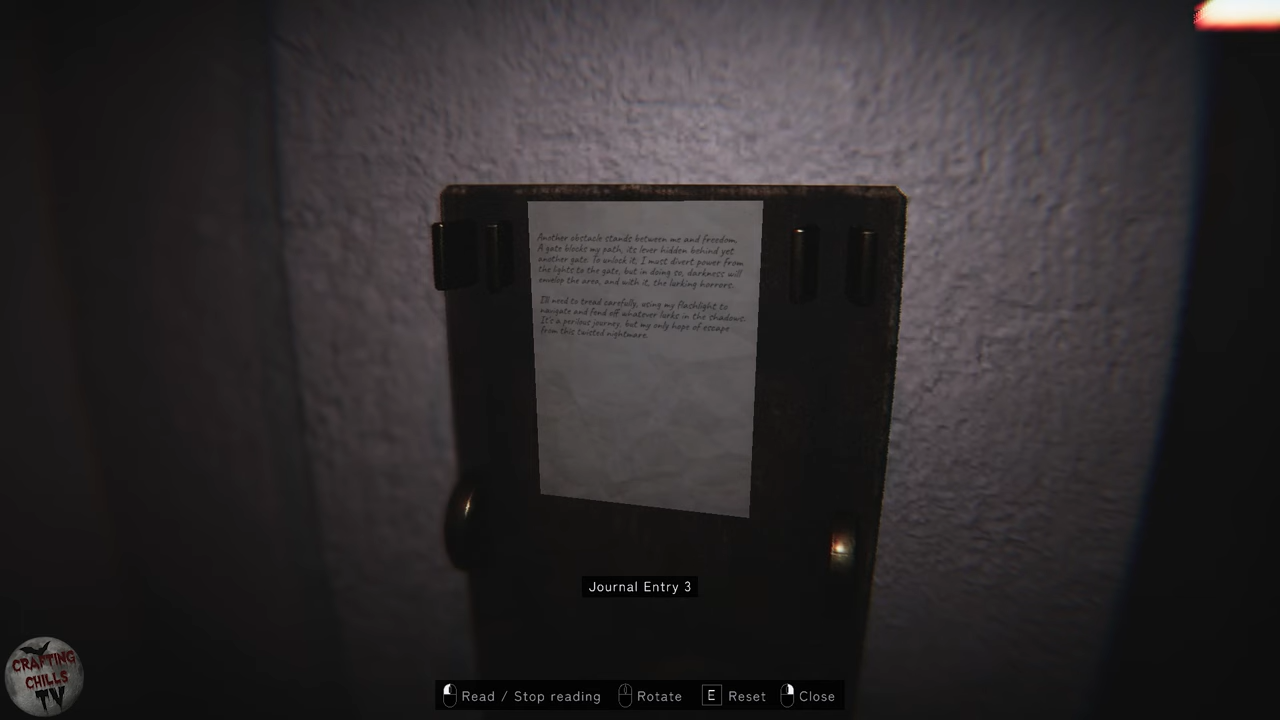 Another obstacle stands between me and freedom.
A gate blocks my path, its lever hidden behind yet
another gate. To unlock it, I must divert power from
the lights to the gate, but in doing so, darkness will
envelop the area, and with it, the lurking horrors.
I'll need to tread carefully, using my flashlight to
navigate and fend off whatever lurks in the shadows.
It's a perilous journey, but my only hope of escape
from this twisted nightmare.
Journal Entry 3
Read / Stop reading Rotate E Reset Close
CRAFTING
CHILLS
TV